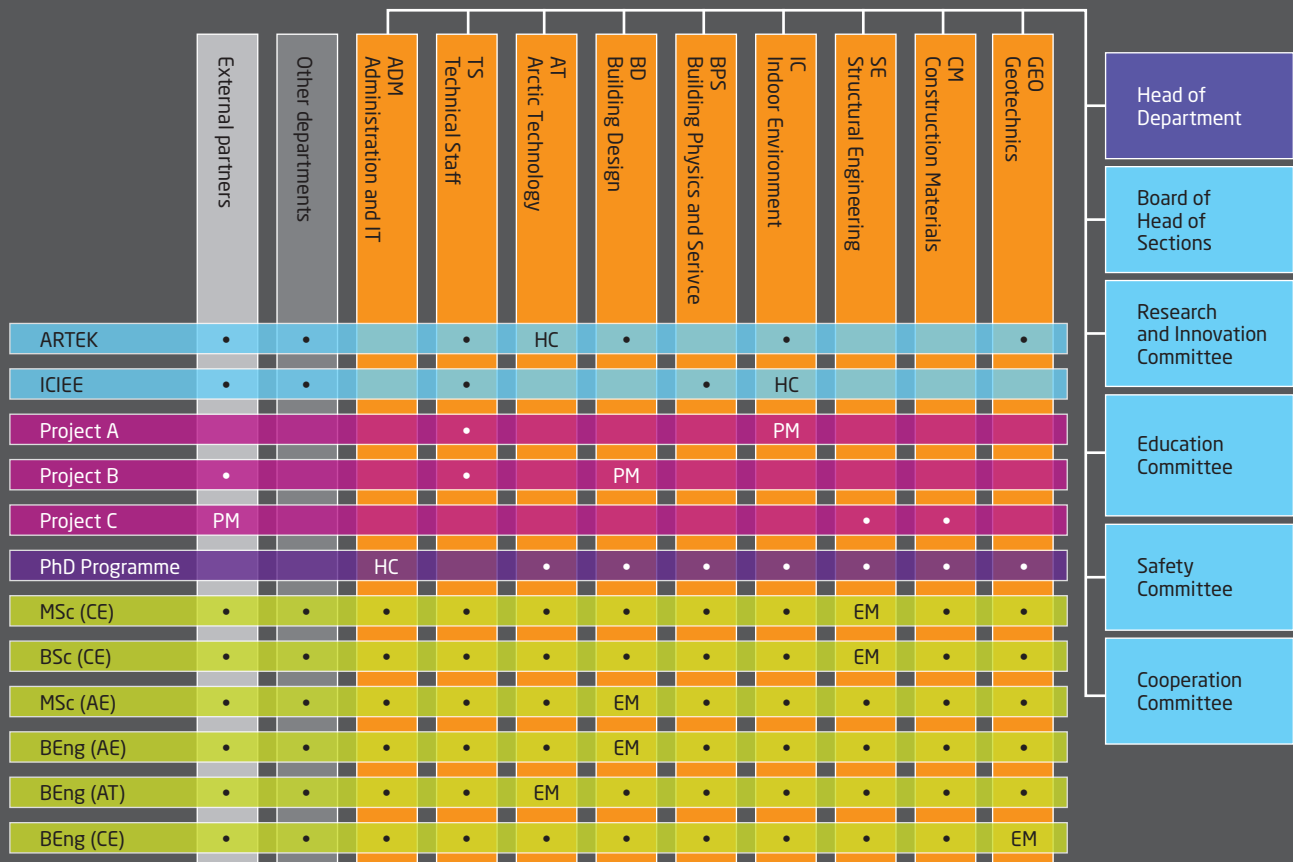 External partners
Other departments
ADM
Administration and IT
TS
Technical Staff
AT
Arctic Technology
BD
Building Design
BPS
Building Physics and Serivce
IC
Indoor Environment
SE
Structural Engineering
CM
Construction Materials
GEO
Geotechnics
Head of
Department
Board of
Head of
Sections
Research
and Innovation
Committee
Education
Committee
Safety
Committee
Cooperation
Committee
ARTEK • • • HC • • •
ICIEE • • • • HC
Project A • PM
Project B • • PM
Project C PM • •
PhD Programme HC • • • • • • •
MSc (CE) • • • • • • • • EM • •
BSc (CE) • • • • • • • • EM • •
MSc (AE) • • • • • EM • • • • •
BEng (AE) • • • • • EM • • • • •
BEng (AT) • • • • EM • • • • • •
BEng (CE) • • • • • • • • • • EM